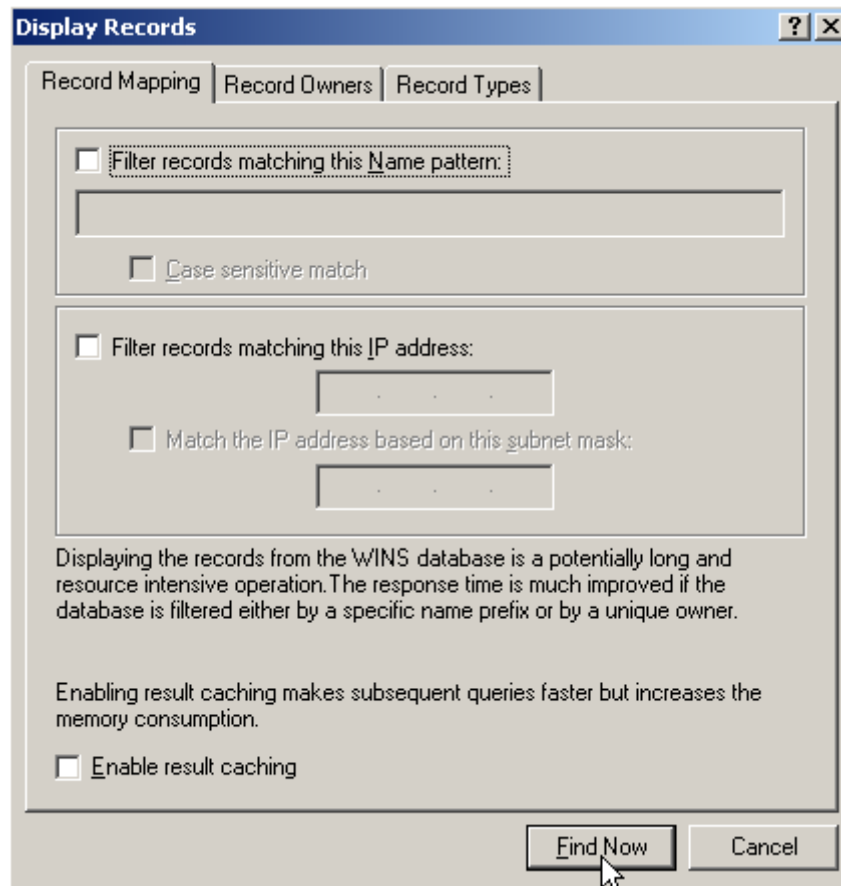 Display Records
Record Mapping Record Owners Record Types
Filter records matching this Name pattern:
Case sensitive match
Filter records matching this IP address:
. . .
Match the IP address based on this subnet mask:
. . .
Displaying the records from the WINS database is a potentially long and
resource intensive operation.The response time is much improved if the
database is filtered either by a specific name prefix or by a unique owner.
Enabling result caching makes subsequent queries faster but increases the
memory consumption.
Enable result caching
Find Now Cancel